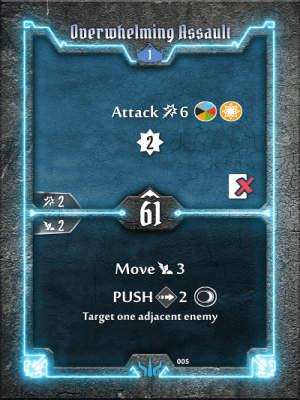 Overwhelming Assault
1
Attack 6
2
2
61
2
Move 3
PUSH 2
Target one adjacent enemy
005